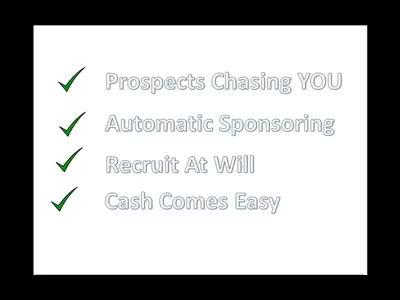 Prospects Chasing YOU
Automatic Sponsoring
Recruit At Will
Cash Comes Easy